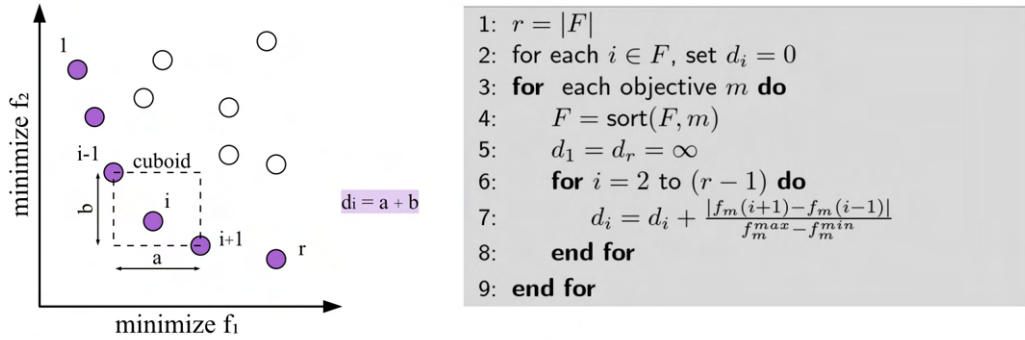 minimize f₂
1
i-1
cuboid
b
i
i+1
a
r
minimize f₁
dᵢ = a + b
1: r = |F|
2: for each i ∈ F, set dᵢ = 0
3: for each objective m do
4: F = sort(F, m)
5: d₁ = dᵣ = ∞
6: for i = 2 to (r − 1) do
7: dᵢ = dᵢ + |fₘ(i+1)−fₘ(i−1)| / fₘᵐᵃˣ−fₘᵐⁱⁿ
8: end for
9: end for